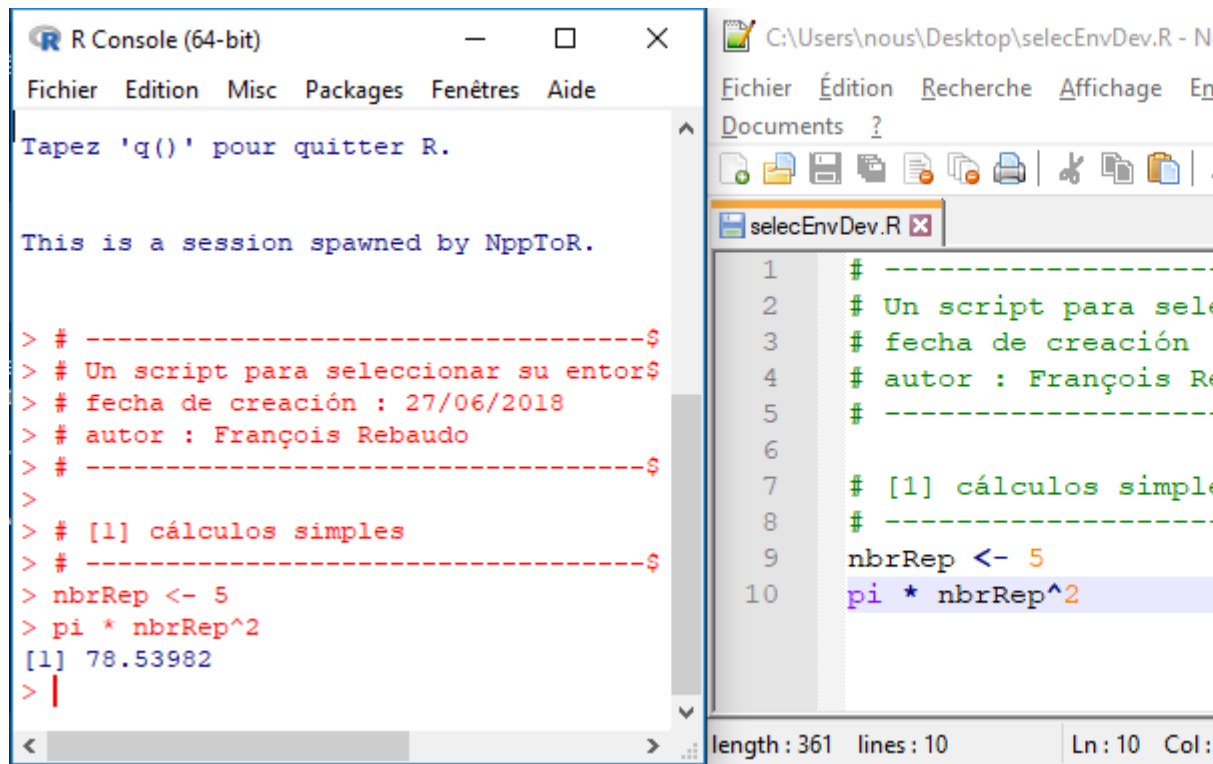 R Console (64-bit)
Fichier Edition Misc Packages Fenêtres Aide
Tapez 'q()' pour quitter R.
This is a session spawned by NppToR.
> # -----------------------------------$
> # Un script para seleccionar su entor$
> # fecha de creación : 27/06/2018
> # autor : François Rebaudo
> # -----------------------------------$
>
> # [1] cálculos simples
> # -----------------------------------$
> nbrRep <- 5
> pi * nbrRep^2
[1] 78.53982
>
C:\Users\nous\Desktop\selecEnvDev.R - N
Fichier Édition Recherche Affichage En
Documents ?
selecEnvDev.R
1 # -------------------
2 # Un script para sele
3 # fecha de creación
4 # autor : François Re
5 # -------------------
6
7 # [1] cálculos simple
8 # -------------------
9 nbrRep <- 5
10 pi * nbrRep^2
length : 361 lines : 10 Ln : 10 Col :